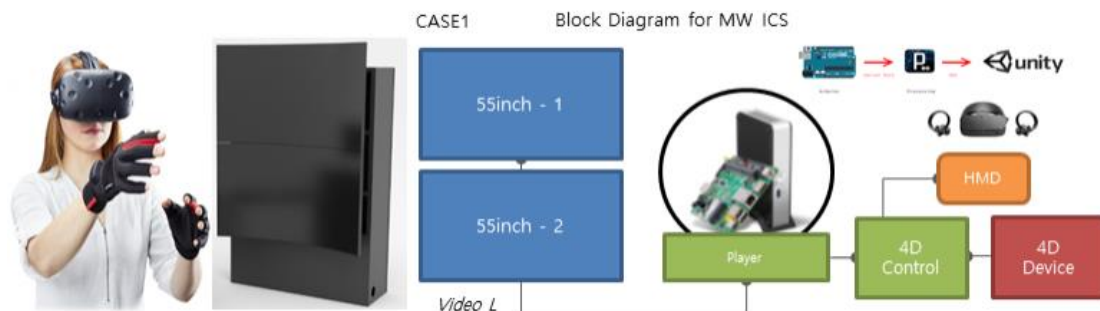 CASE1
Block Diagram for MW ICS
55inch - 1
55inch - 2
Video L
P
unity
HMD
Player
4D
Control
4D
Device